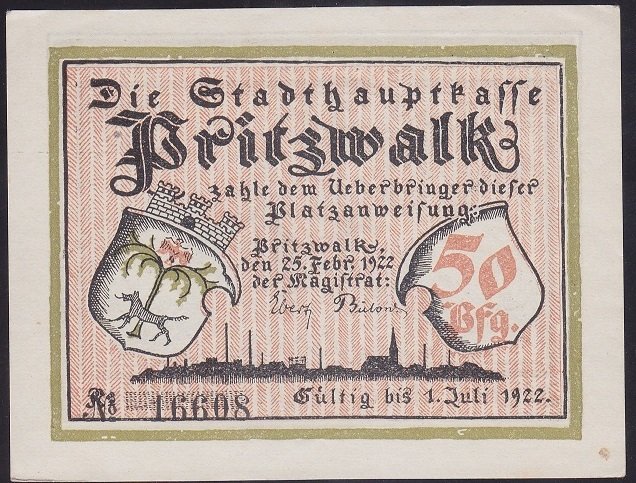 Die Stadthauptkasse
Pritzwalk
zahle dem Ueberbringer dieser
Platzanweisung:
Pritzwalk,
den 25. Febr. 1922
der Magistrat:
50
Pfg.
No 16608
Gültig bis 1. Juli 1922.